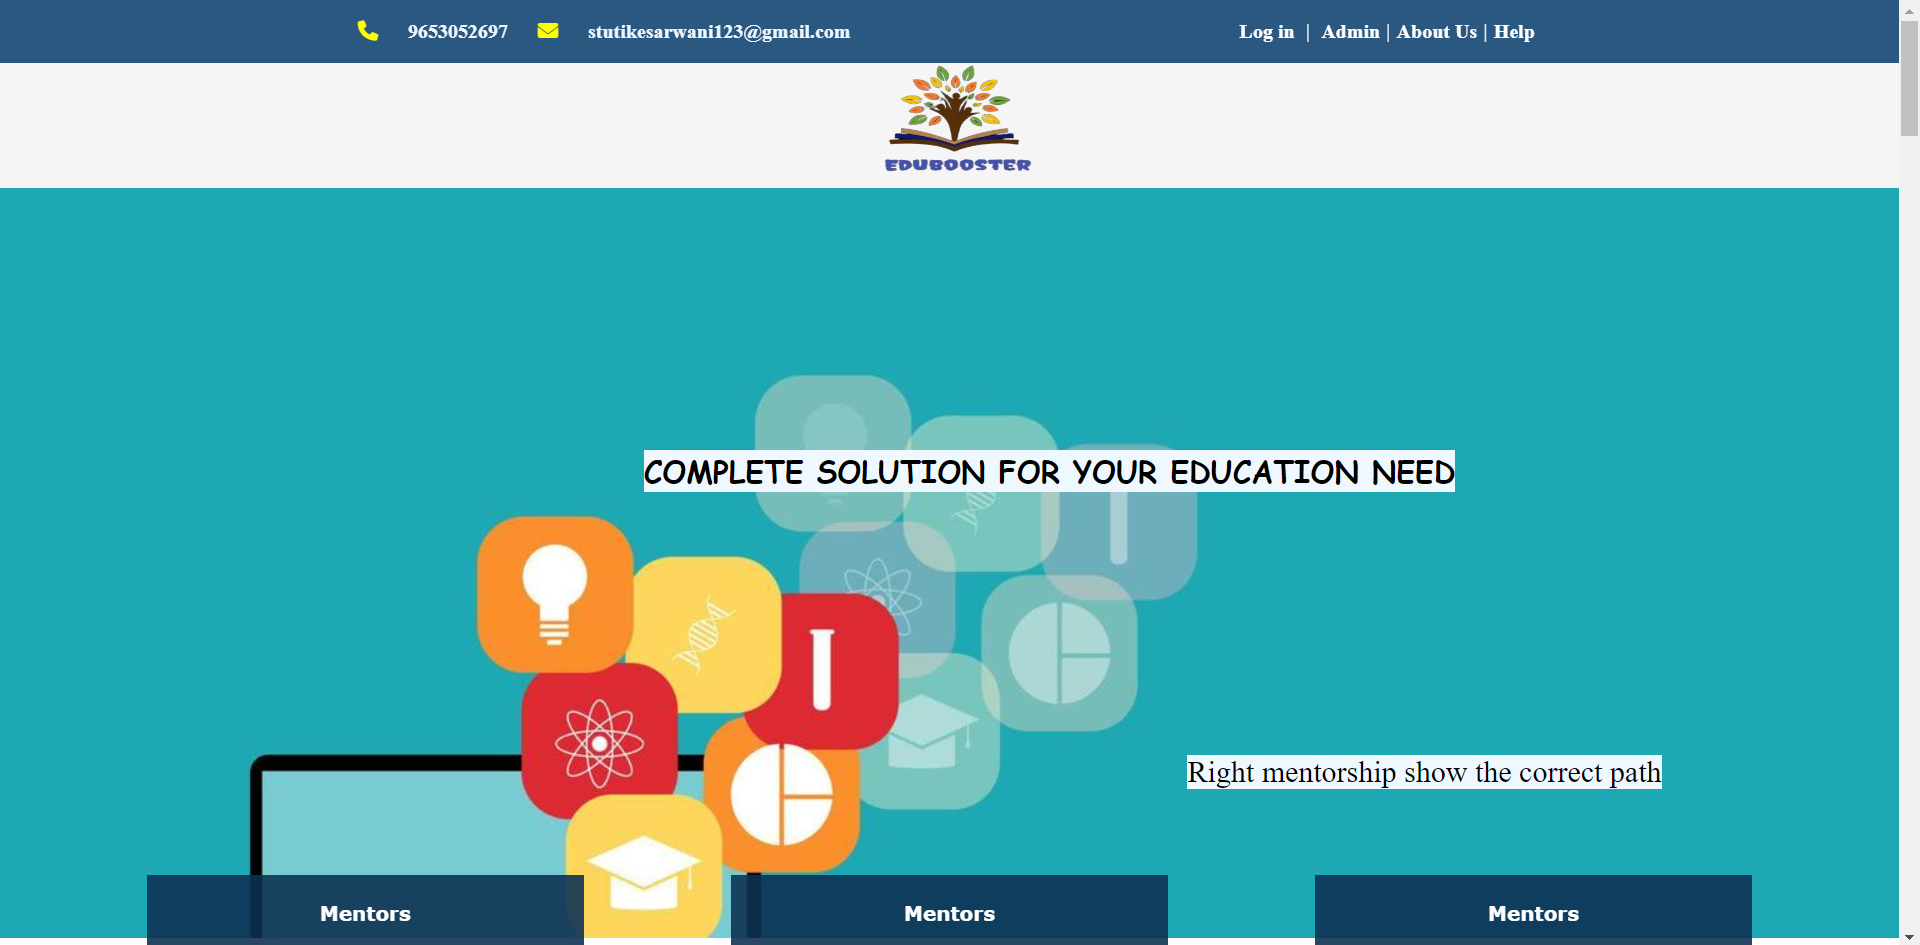 9653052697 stutikesarwani123@gmail.com Log in | Admin | About Us | Help
EDUBOOSTER
COMPLETE SOLUTION FOR YOUR EDUCATION NEED
Right mentorship show the correct path
Mentors Mentors Mentors